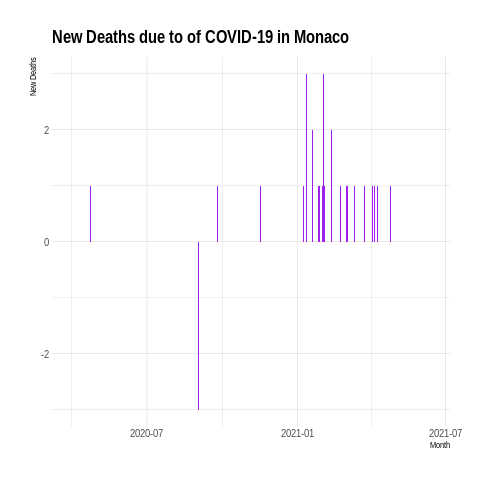 New Deaths due to of COVID-19 in Monaco
New Deaths
2
0
-2
2020-07
2021-01
2021-07
Month